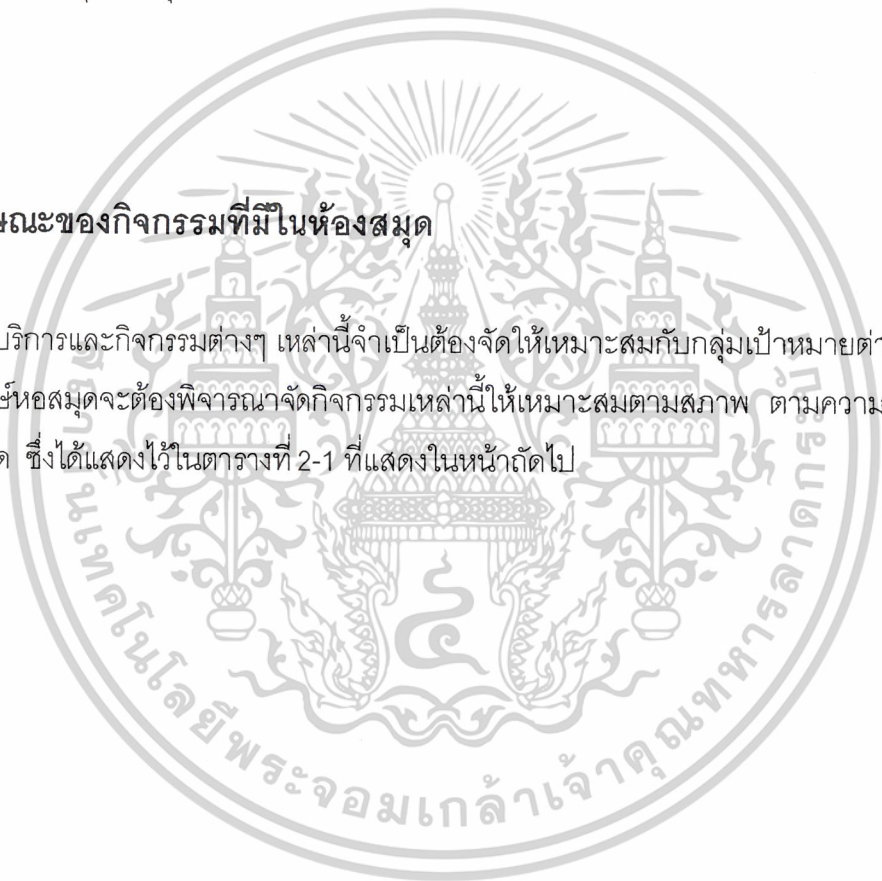 ษณะของกิจกรรมที่มีในห้องสมุด
บริการและกิจกรรมต่างๆ เหล่านี้จำเป็นต้องจัดให้เหมาะสมกับกลุ่มเป้าหมายต่า
ษ์หอสมุดจะต้องพิจารณาจัดกิจกรรมเหล่านี้ให้เหมาะสมตามสภาพ ตามความ
ด ซึ่งได้แสดงไว้ในตารางที่ 2-1 ที่แสดงในหน้าถัดไป
บันเทคโนโลยีพระจอมเกล้าเจ้าคุณทหารลาดกระบัง